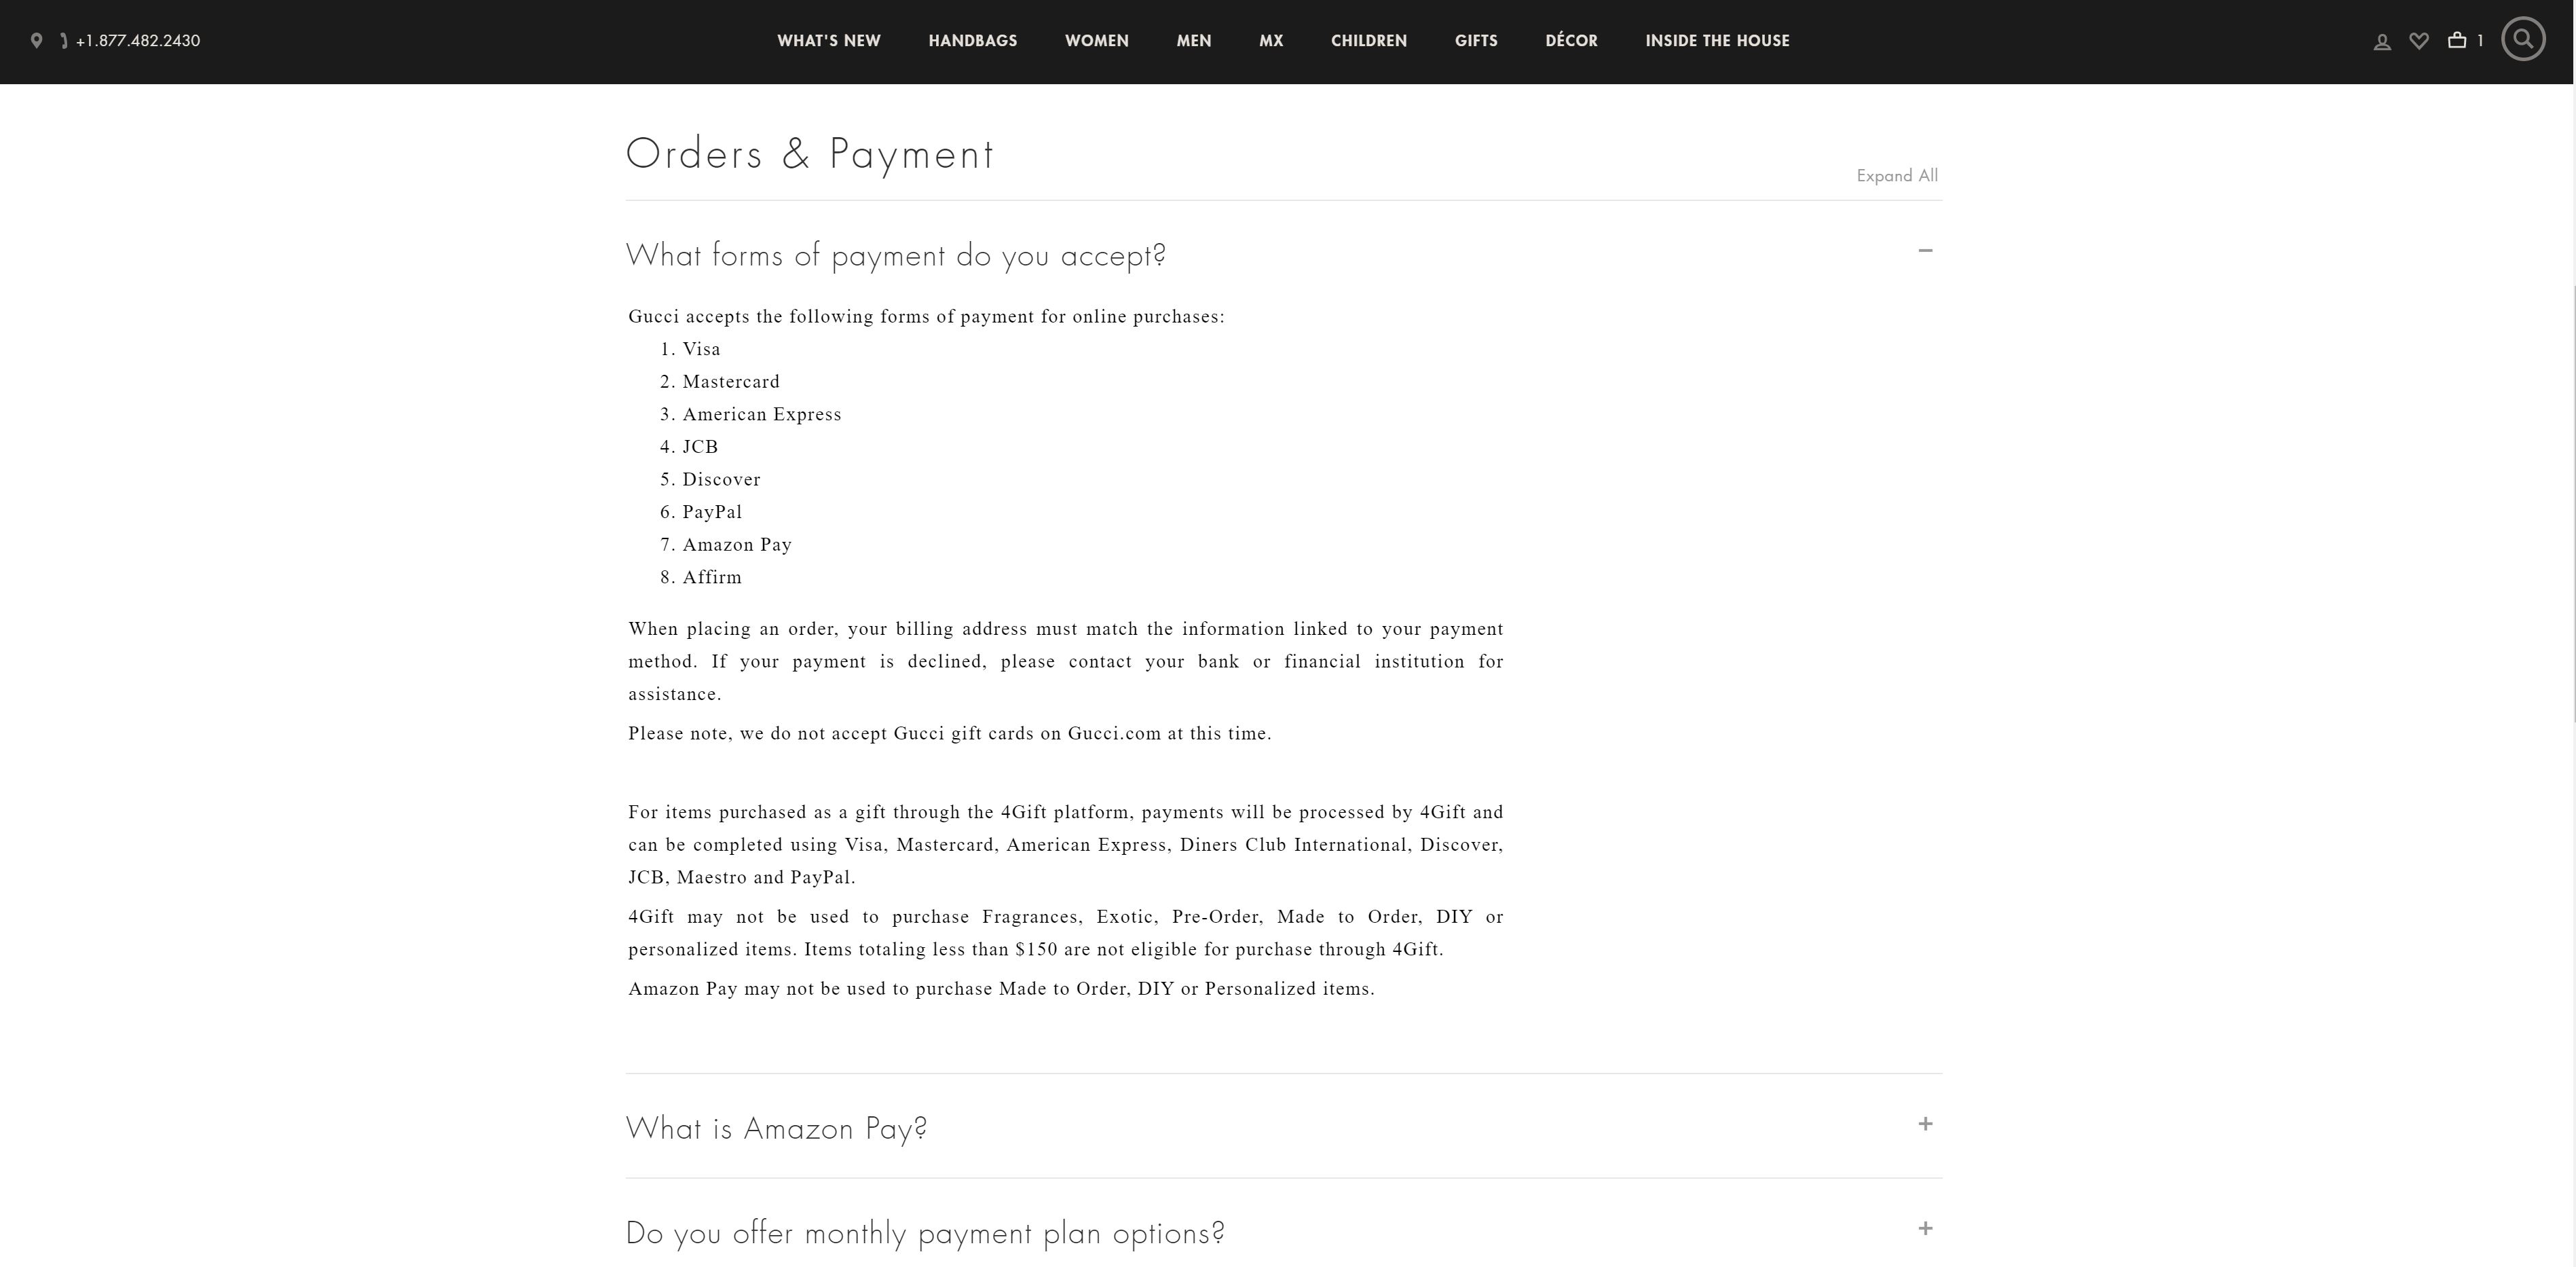 +1.877.482.2430
WHAT'S NEW HANDBAGS WOMEN MEN MX CHILDREN GIFTS DÉCOR INSIDE THE HOUSE
1
Orders & Payment
Expand All
What forms of payment do you accept?
Gucci accepts the following forms of payment for online purchases:
1. Visa
2. Mastercard
3. American Express
4. JCB
5. Discover
6. PayPal
7. Amazon Pay
8. Affirm
When placing an order, your billing address must match the information linked to your payment
method. If your payment is declined, please contact your bank or financial institution for
assistance.
Please note, we do not accept Gucci gift cards on Gucci.com at this time.
For items purchased as a gift through the 4Gift platform, payments will be processed by 4Gift and
can be completed using Visa, Mastercard, American Express, Diners Club International, Discover,
JCB, Maestro and PayPal.
4Gift may not be used to purchase Fragrances, Exotic, Pre-Order, Made to Order, DIY or
personalized items. Items totaling less than $150 are not eligible for purchase through 4Gift.
Amazon Pay may not be used to purchase Made to Order, DIY or Personalized items.
What is Amazon Pay?
Do you offer monthly payment plan options?